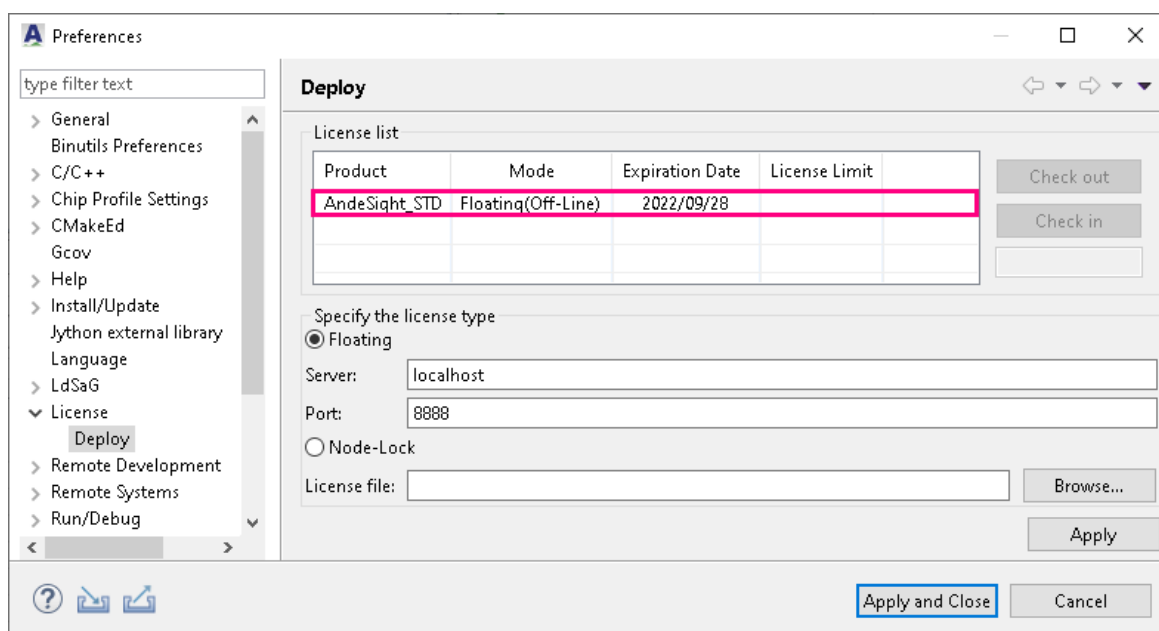 Preferences
type filter text
General
Binutils Preferences
C/C++
Chip Profile Settings
CMakeEd
Gcov
Help
Install/Update
Jython external library
Language
LdSaG
License
Deploy
Remote Development
Remote Systems
Run/Debug
Deploy
License list
Product Mode Expiration Date License Limit
AndeSight_STD Floating(Off-Line) 2022/09/28
Check out
Check in
Specify the license type
Floating
Server: localhost
Port: 8888
Node-Lock
License file: Browse...
Apply
Apply and Close Cancel